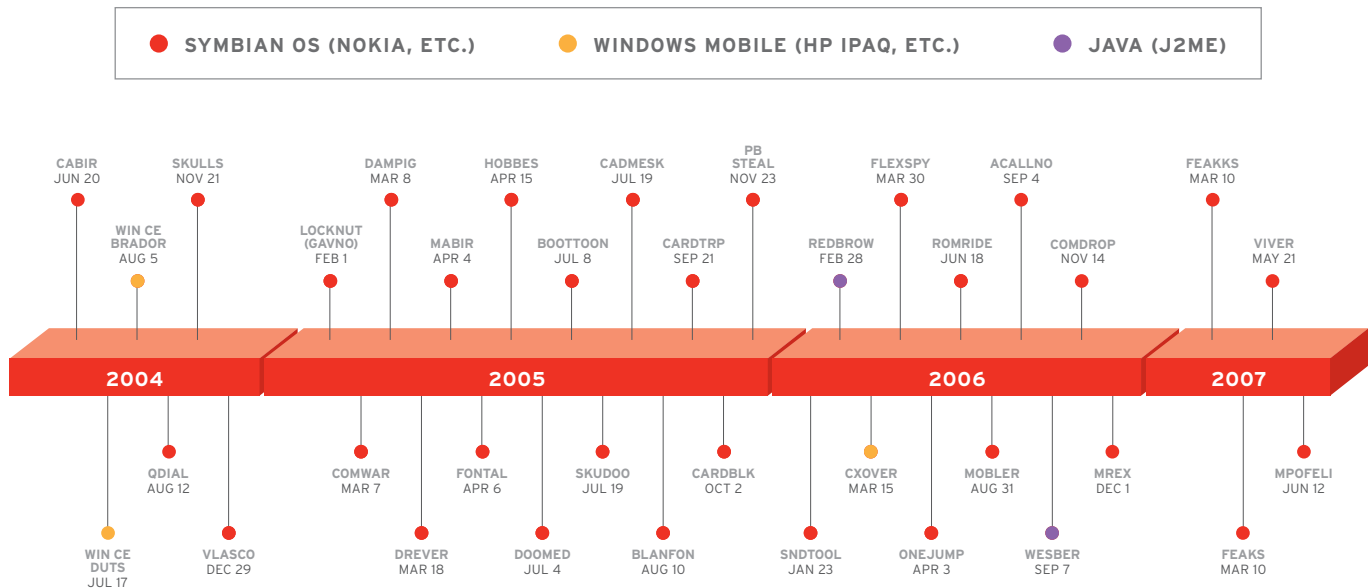 SYMBIAN OS (NOKIA, ETC.)
WINDOWS MOBILE (HP IPAQ, ETC.)
JAVA (J2ME)
CABIR
JUN 20
SKULLS
NOV 21
DAMPIG
MAR 8
HOBBES
APR 15
CADMESK
JUL 19
PB
STEAL
NOV 23
FLEXSPY
MAR 30
ACALLNO
SEP 4
FEAKKS
MAR 10
WIN CE
BRADOR
AUG 5
LOCKNUT
(GAVNO)
FEB 1
MABIR
APR 4
BOOTTOON
JUL 8
CARDTRP
SEP 21
REDBROW
FEB 28
ROMRIDE
JUN 18
COMDROP
NOV 14
VIVER
MAY 21
2004
2005
2006
2007
QDIAL
AUG 12
COMWAR
MAR 7
FONTAL
APR 6
SKUDOO
JUL 19
CARDBLK
OCT 2
CXOVER
MAR 15
MOBLER
AUG 31
MREX
DEC 1
MPOFELI
JUN 12
WIN CE
DUTS
JUL 17
VLASCO
DEC 29
DREVER
MAR 18
DOOMED
JUL 4
BLANFON
AUG 10
SNDTOOL
JAN 23
ONEJUMP
APR 3
WESBER
SEP 7
FEAKS
MAR 10